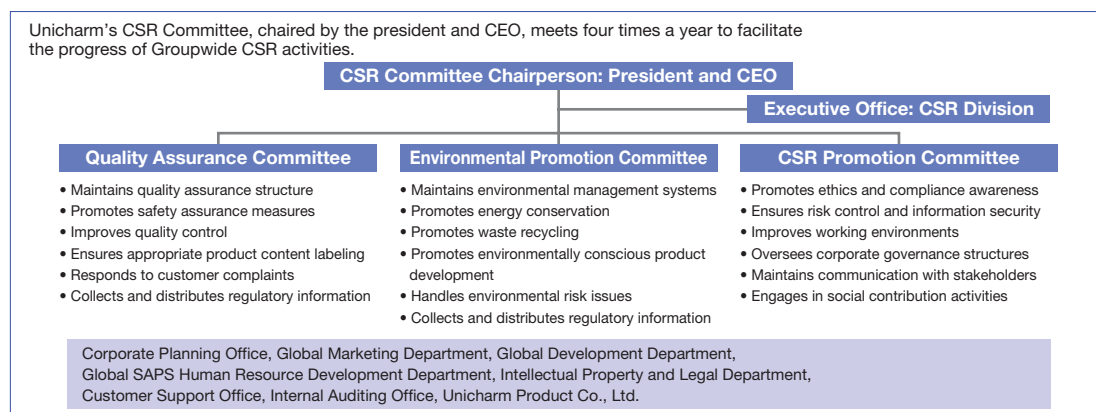 Unicharm's CSR Committee, chaired by the president and CEO, meets four times a year to facilitate
the progress of Groupwide CSR activities.
CSR Committee Chairperson: President and CEO
Executive Office: CSR Division
Quality Assurance Committee
• Maintains quality assurance structure
• Promotes safety assurance measures
• Improves quality control
• Ensures appropriate product content labeling
• Responds to customer complaints
• Collects and distributes regulatory information
Environmental Promotion Committee
• Maintains environmental management systems
• Promotes energy conservation
• Promotes waste recycling
• Promotes environmentally conscious product
development
• Handles environmental risk issues
• Collects and distributes regulatory information
CSR Promotion Committee
• Promotes ethics and compliance awareness
• Ensures risk control and information security
• Improves working environments
• Oversees corporate governance structures
• Maintains communication with stakeholders
• Engages in social contribution activities
Corporate Planning Office, Global Marketing Department, Global Development Department,
Global SAPS Human Resource Development Department, Intellectual Property and Legal Department,
Customer Support Office, Internal Auditing Office, Unicharm Product Co., Ltd.